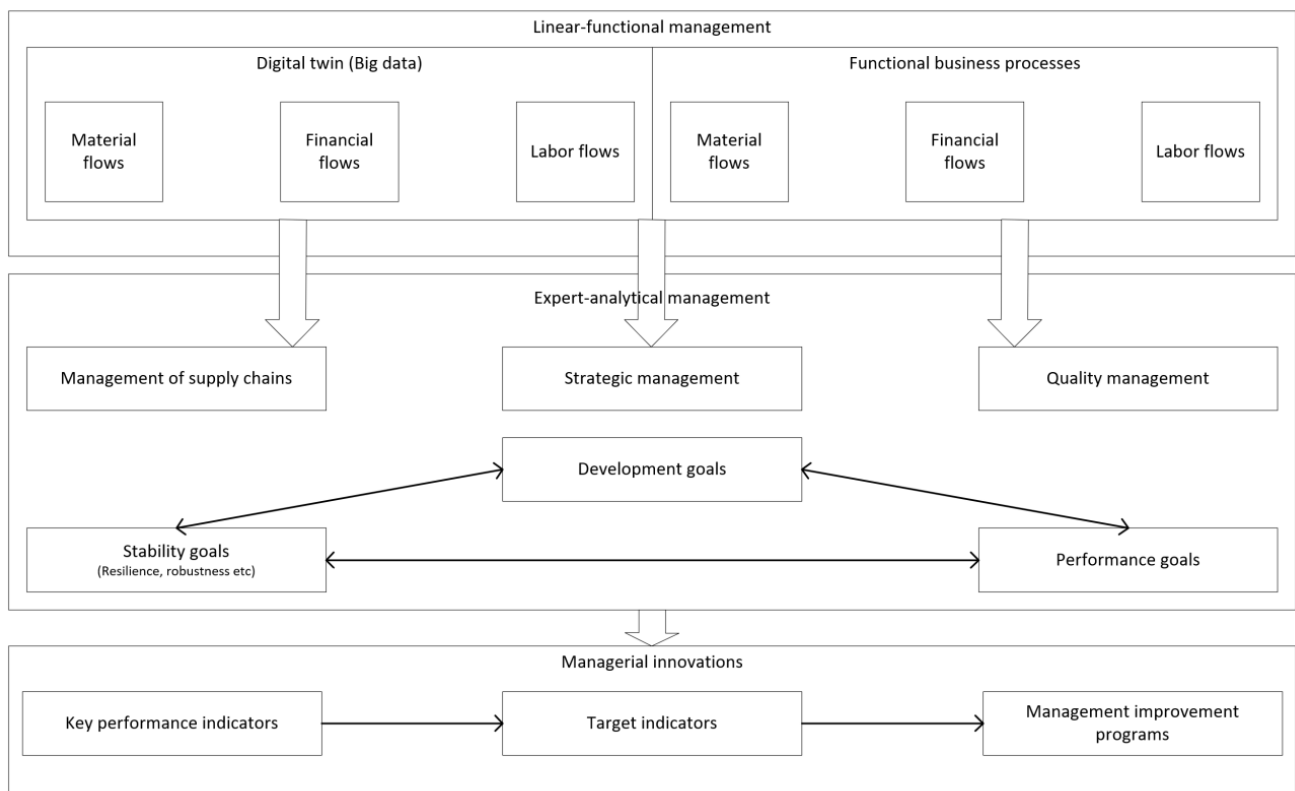 Linear-functional management
Digital twin (Big data)
Functional business processes
Material
flows
Financial
flows
Labor flows
Material
flows
Financial
flows
Labor flows
Expert-analytical management
Management of supply chains
Strategic management
Quality management
Development goals
Stability goals
(Resilience, robustness etc)
Performance goals
Managerial innovations
Key performance indicators
Target indicators
Management improvement
programs